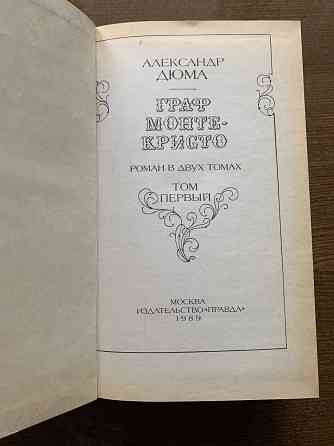 АЛЕКСАНДР
ДЮМА
ГРАФ
МОНТЕ-
КРИСТО
РОМАН В ДВУХ ТОМАХ
ТОМ
ПЕРВЫЙ
МОСКВА
ИЗДАТЕЛЬСТВО «ПРАВДА»
1989